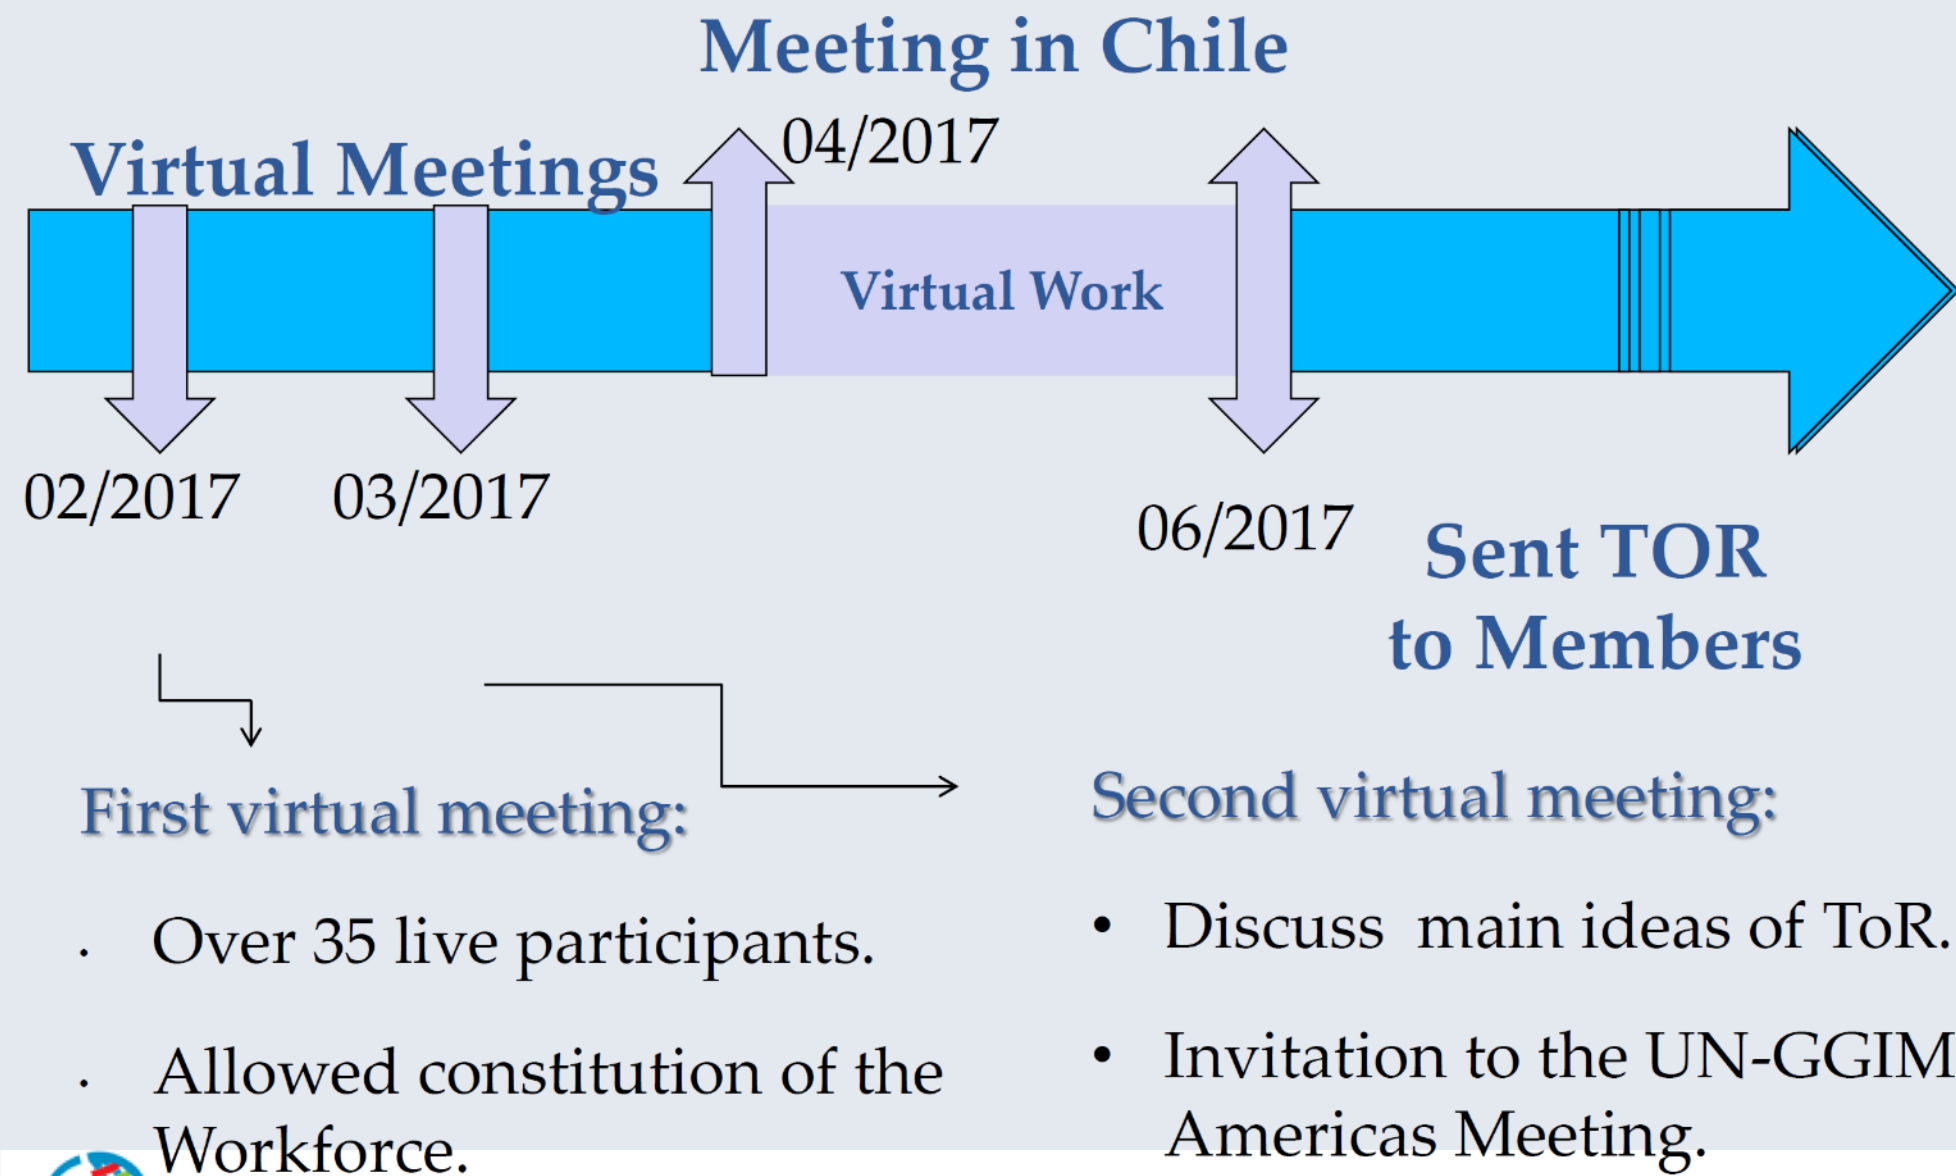 Meeting in Chile
04/2017
Virtual Meetings
Virtual Work
02/2017
03/2017
06/2017
Sent TOR
to Members
First virtual meeting:
. Over 35 live participants.
. Allowed constitution of the
Workforce.
Second virtual meeting:
• Discuss main ideas of ToR.
• Invitation to the UN-GGIM
Americas Meeting.